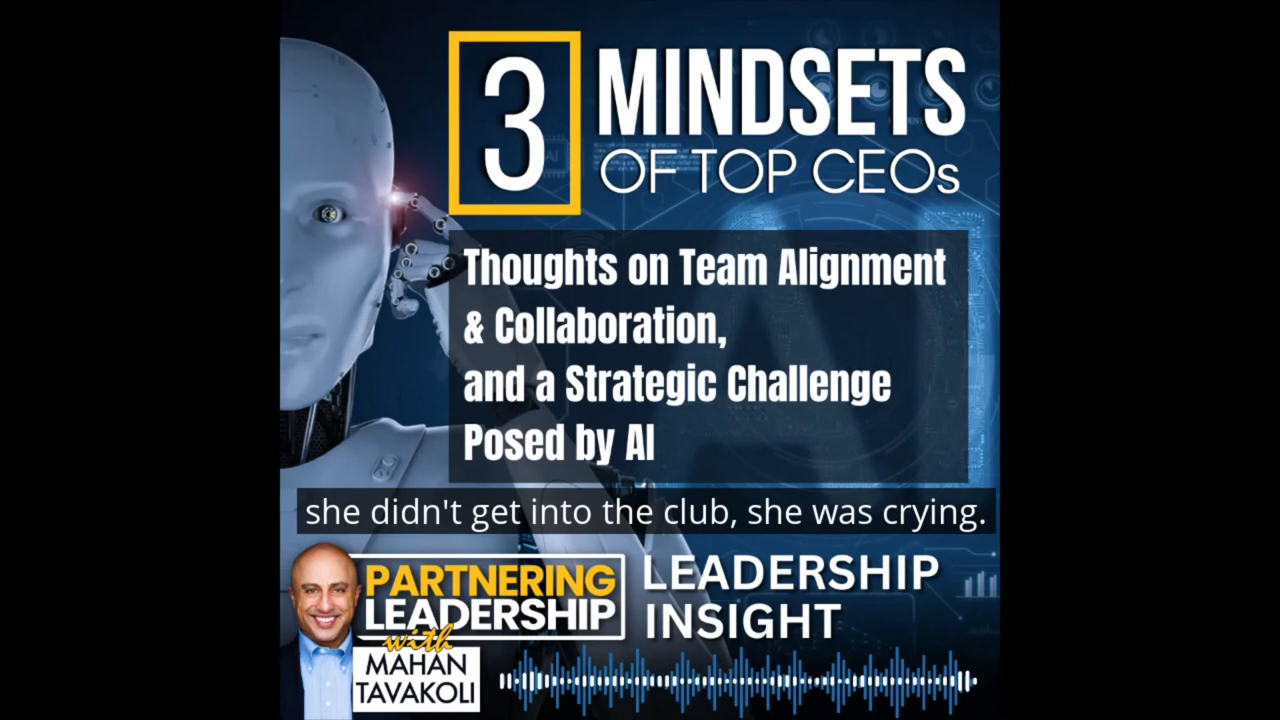 3 MINDSETS
OF TOP CEOs
Thoughts on Team Alignment
& Collaboration,
and a Strategic Challenge
Posed by AI
she didn't get into the club, she was crying.
PARTNERING
LEADERSHIP
with
MAHAN
TAVAKOLI
LEADERSHIP
INSIGHT
AI